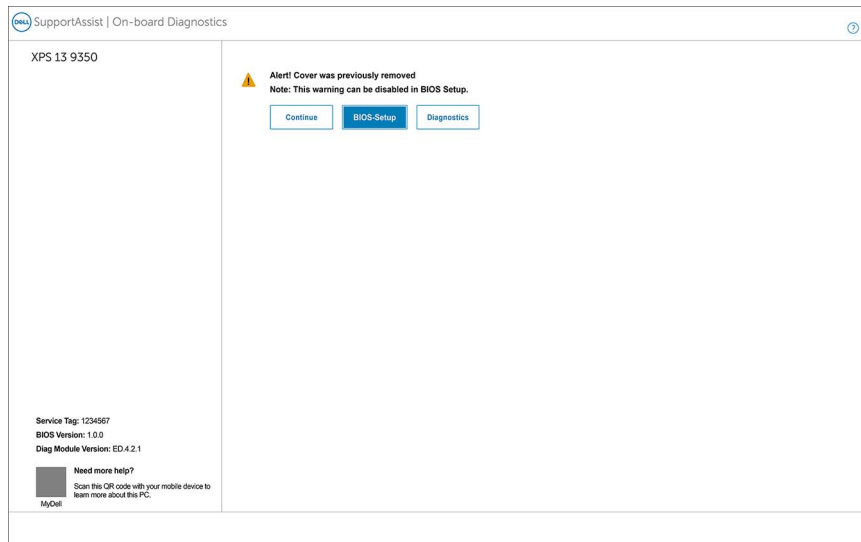 DELL SupportAssist | On-board Diagnostics
?
XPS 13 9350
Alert! Cover was previously removed
Note: This warning can be disabled in BIOS Setup.
Continue BIOS-Setup Diagnostics
Service Tag: 1234567
BIOS Version: 1.0.0
Diag Module Version: ED.4.2.1
Need more help?
Scan this QR code with your mobile device to
learn more about this PC.
MyDell